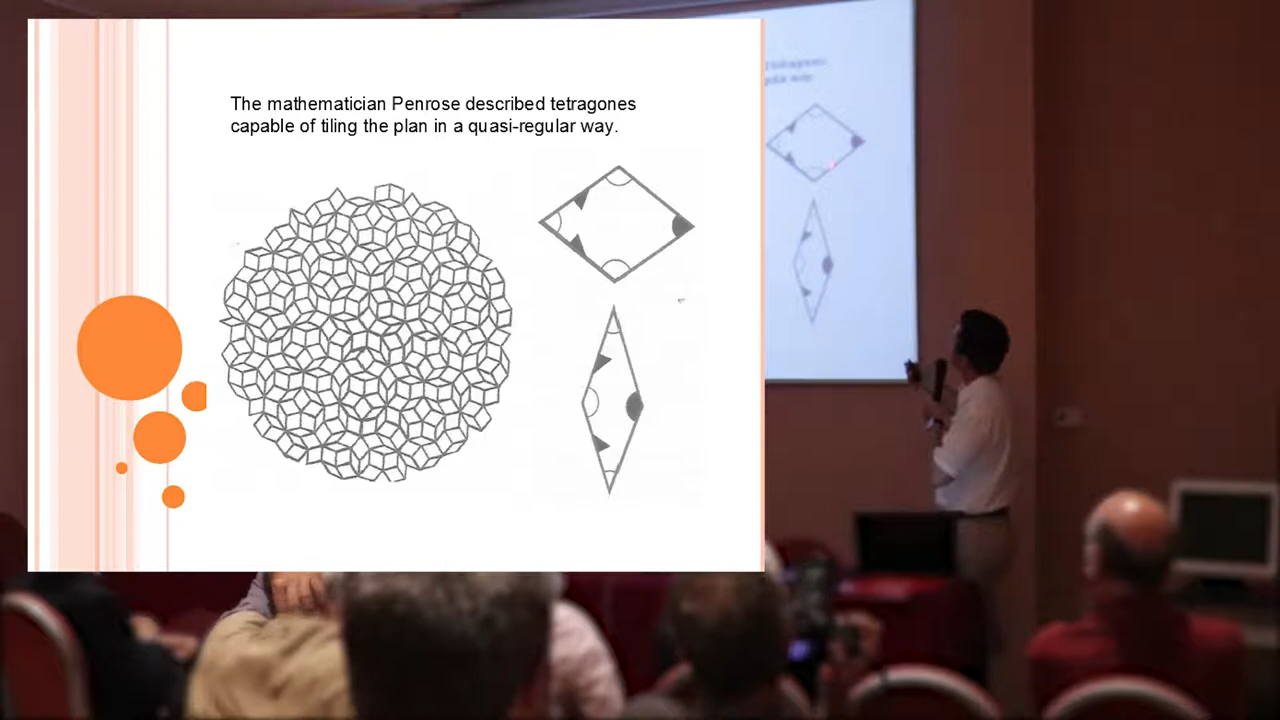 The mathematician Penrose described tetragones
capable of tiling the plan in a quasi-regular way.